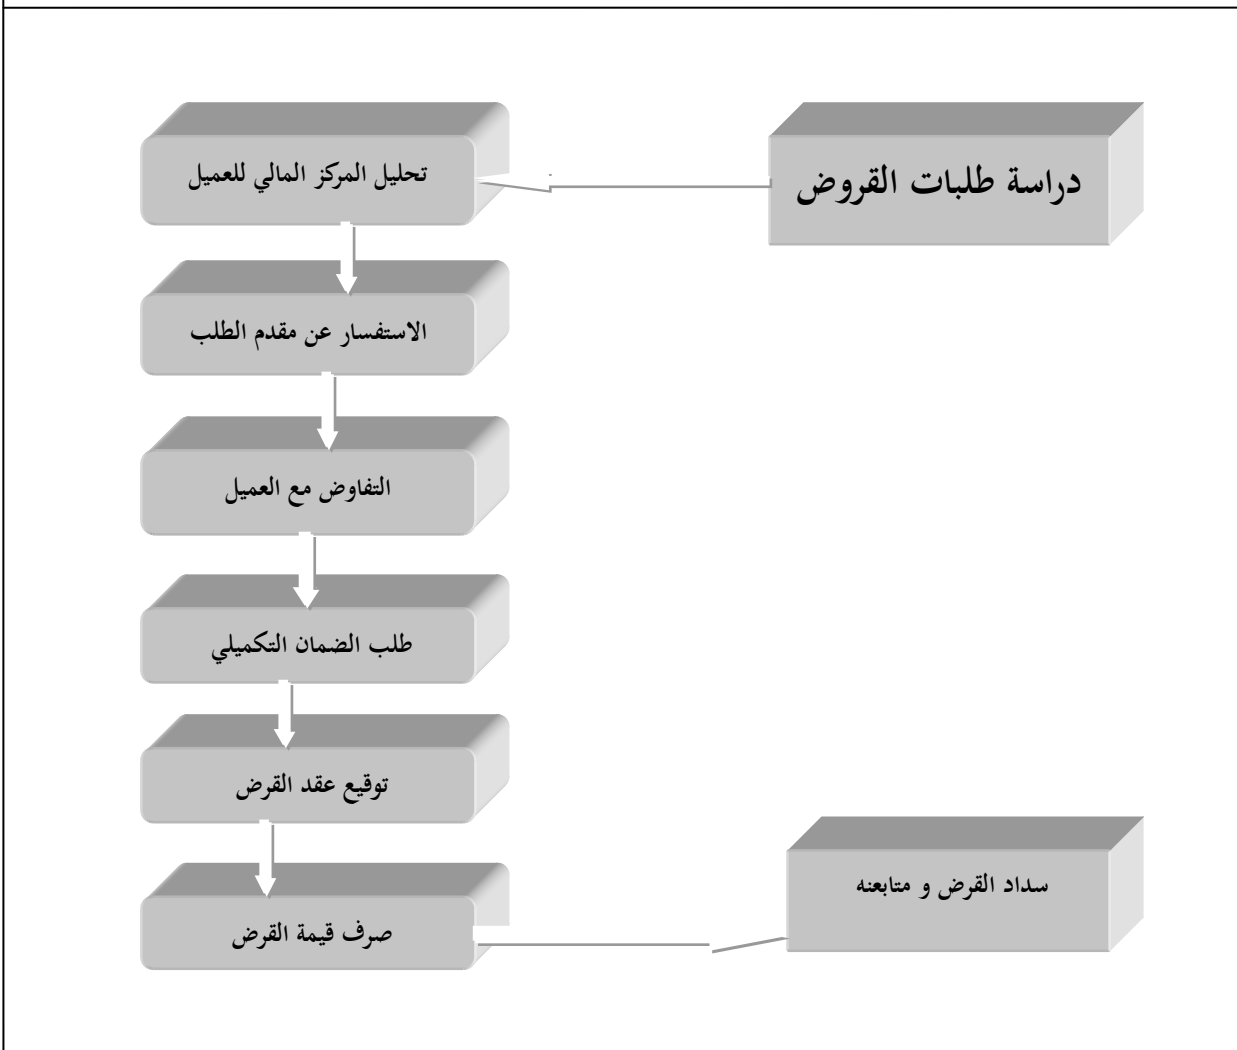 دراسة طلبات القروض
تحليل المركز المالي للعميل
الاستفسار عن مقدم الطلب
التفاوض مع العميل
طلب الضمان التكميلي
توقيع عقد القرض
صرف قيمة القرض
سداد القرض و متابعنه